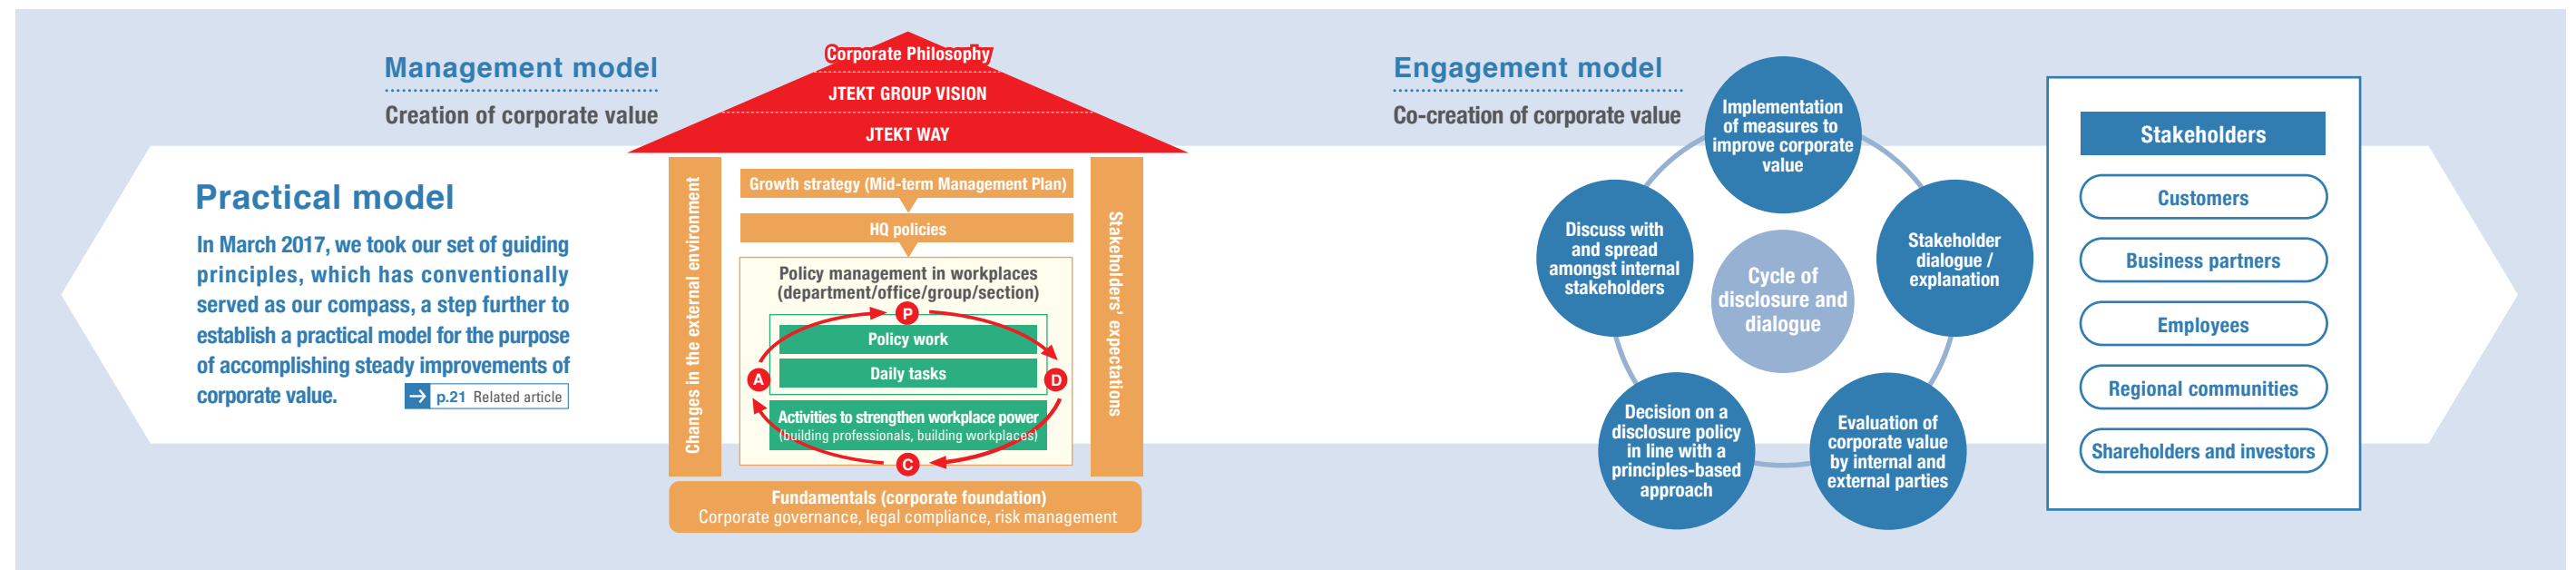 Practical model
In March 2017, we took our set of guiding
principles, which has conventionally
served as our compass, a step further to
establish a practical model for the purpose
of accomplishing steady improvements of
corporate value.
→ p.21 Related article
Management model
Creation of corporate value
Corporate Philosophy
JTEKT GROUP VISION
JTEKT WAY
Changes in the external environment
Growth strategy (Mid-term Management Plan)
HQ policies
Policy management in workplaces
(department/office/group/section)
P
Policy work
Daily tasks
A
D
Activities to strengthen workplace power
(building professionals, building workplaces)
C
Stakeholders' expectations
Fundamentals (corporate foundation)
Corporate governance, legal compliance, risk management
Engagement model
Co-creation of corporate value
Implementation
of measures to
improve corporate
value
Stakeholder
dialogue /
explanation
Evaluation of
corporate value
by internal and
external parties
Decision on a
disclosure policy
in line with a
principles-based
approach
Discuss with
and spread
amongst internal
stakeholders
Cycle of
disclosure and
dialogue
Stakeholders
Customers
Business partners
Employees
Regional communities
Shareholders and investors